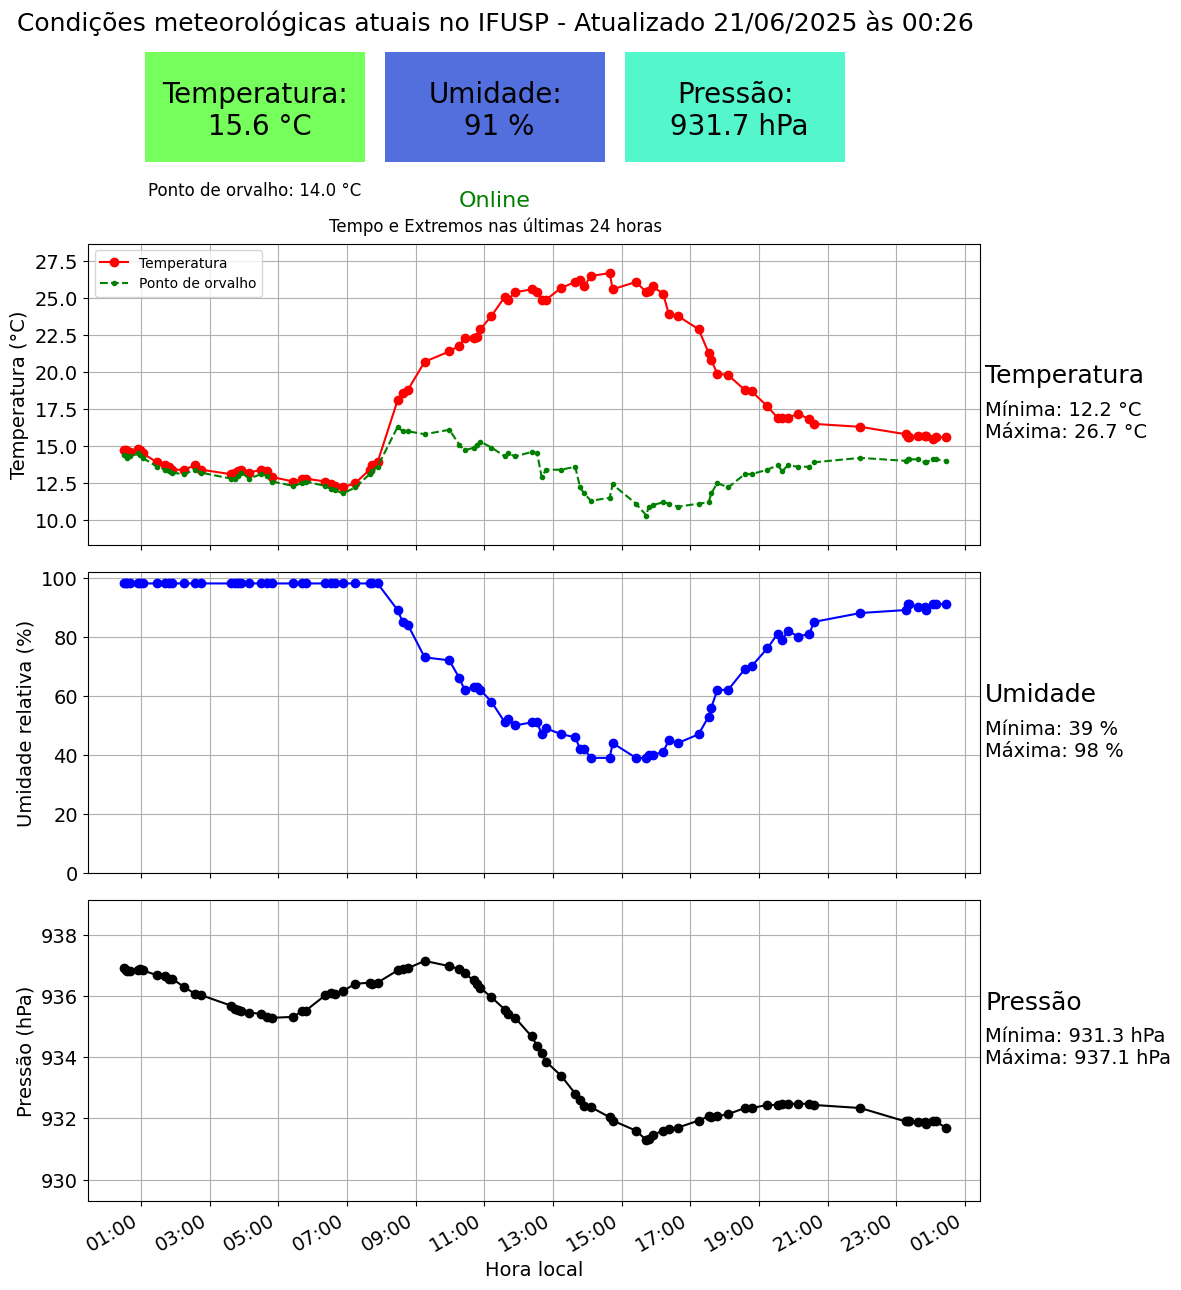 Condições meteorológicas atuais no IFUSP - Atualizado 21/06/2025 às 00:26
Temperatura:
15.6 °C
Umidade:
91 %
Pressão:
931.7 hPa
Ponto de orvalho: 14.0 °C
Online
Tempo e Extremos nas últimas 24 horas
Temperatura
Ponto de orvalho
Temperatura (°C)
27.5
25.0
22.5
20.0
17.5
15.0
12.5
10.0
Temperatura
Mínima: 12.2 °C
Máxima: 26.7 °C
Umidade relativa (%)
100
80
60
40
20
0
Umidade
Mínima: 39 %
Máxima: 98 %
Pressão (hPa)
938
936
934
932
930
Pressão
Mínima: 931.3 hPa
Máxima: 937.1 hPa
01:00 03:00 05:00 07:00 09:00 11:00 13:00 15:00 17:00 19:00 21:00 23:00 01:00
Hora local